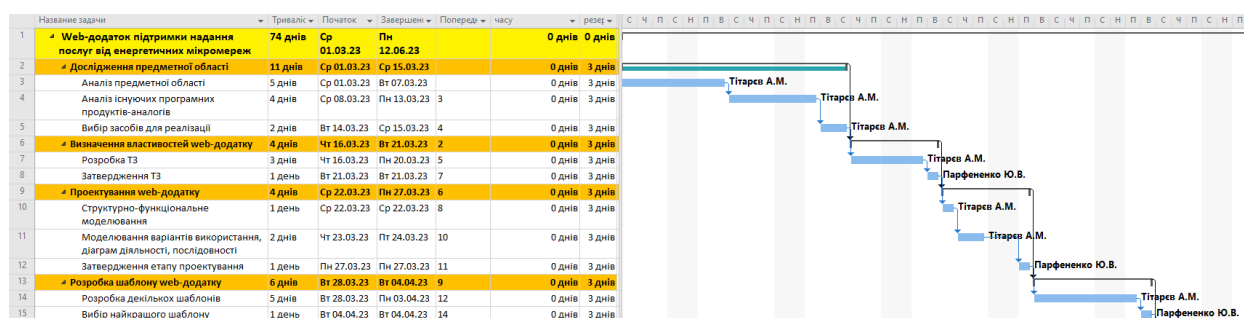 Название задачи Триваліс Початок Завершені Попередн часу резер С Ч П С Н П В С Ч П С Н П В С Ч П С Н П В С Ч П С Н П В С Ч П С Н П В С Ч П С Н П
1 Web-додаток підтримки надання 74 днів Ср Пн 0 днів 0 днів
послуг від енергетичних мікромереж 01.03.23 12.06.23
2 Дослідження предметної області 11 днів Ср 01.03.23 Ср 15.03.23 0 днів 3 днів
3 Аналіз предметної області 5 днів Ср 01.03.23 Вт 07.03.23 0 днів 3 днів Тітарєв А.М.
4 Аналіз існуючих програмних 4 днів Ср 08.03.23 Пн 13.03.23 3 0 днів 3 днів Тітарєв А.М.
продуктів-аналогів
5 Вибір засобів для реалізації 2 днів Вт 14.03.23 Ср 15.03.23 4 0 днів 3 днів Тітарєв А.М.
6 Визначення властивостей web-додатку 4 днів Чт 16.03.23 Вт 21.03.23 2 0 днів 3 днів
7 Розробка ТЗ 3 днів Чт 16.03.23 Пн 20.03.23 5 0 днів 3 днів Тітарєв А.М.
8 Затвердження ТЗ 1 день Вт 21.03.23 Вт 21.03.23 7 0 днів 3 днів Парфененко Ю.В.
9 Проектування web-додатку 4 днів Ср 22.03.23 Пн 27.03.23 6 0 днів 3 днів
10 Структурно-функціональне 1 день Ср 22.03.23 Ср 22.03.23 8 0 днів 3 днів Тітарєв А.М.
моделювання
11 Моделювання варіантів використання, 2 днів Чт 23.03.23 Пт 24.03.23 10 0 днів 3 днів Тітарєв А.М.
діаграм діяльності, послідовності
12 Затвердження етапу проектування 1 день Пн 27.03.23 Пн 27.03.23 11 0 днів 3 днів Парфененко Ю.В.
13 Розробка шаблону web-додатку 6 днів Вт 28.03.23 Вт 04.04.23 9 0 днів 3 днів
14 Розробка декількох шаблонів 5 днів Вт 28.03.23 Пн 03.04.23 12 0 днів 3 днів Тітарєв А.М.
15 Вибір найкращого шаблону 1 день Вт 04.04.23 Вт 04.04.23 14 0 днів 3 днів Парфененко Ю.В.